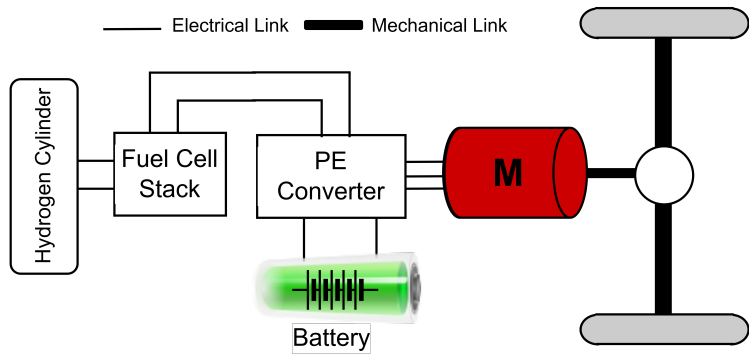 Electrical Link
Mechanical Link
Hydrogen Cylinder
Fuel Cell
Stack
PE
Converter
M
Battery